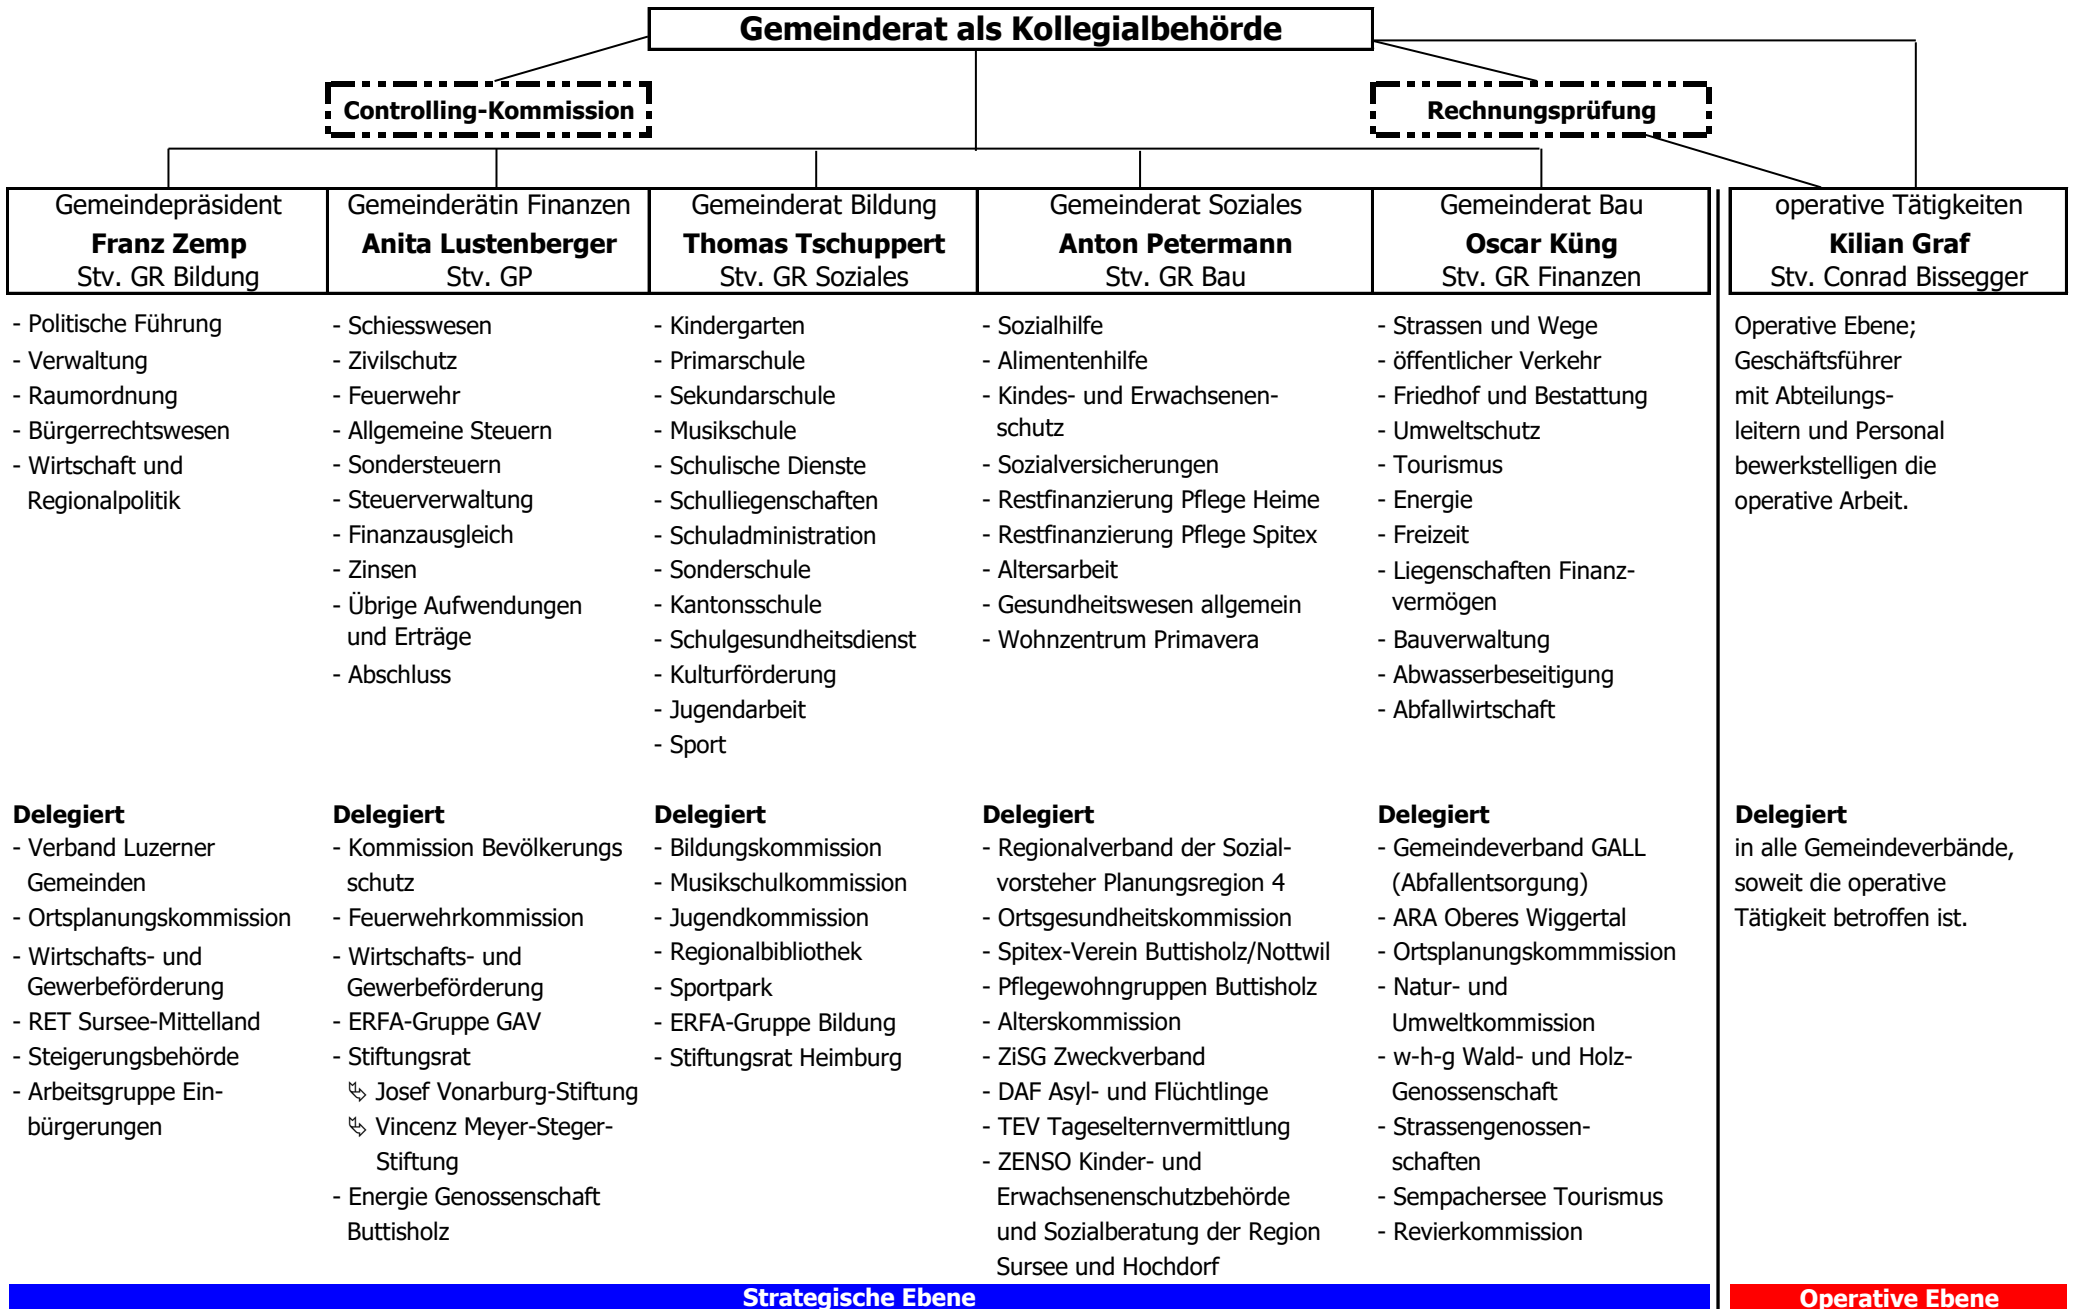 Gemeinderat als Kollegialbehörde
Controlling-Kommission
Rechnungsprüfung
Gemeindepräsident
Franz Zemp
Stv. GR Bildung
- Politische Führung
- Verwaltung
- Raumordnung
- Bürgerrechtswesen
- Wirtschaft und
Regionalpolitik
Delegiert
- Verband Luzerner
Gemeinden
- Ortsplanungskommission
- Wirtschafts- und
Gewerbeförderung
- RET Sursee-Mittelland
- Steigerungsbehörde
- Arbeitsgruppe Ein-
bürgerungen
Gemeinderätin Finanzen
Anita Lustenberger
Stv. GP
- Schiesswesen
- Zivilschutz
- Feuerwehr
- Allgemeine Steuern
- Sondersteuern
- Steuerverwaltung
- Finanzausgleich
- Zinsen
- Übrige Aufwendungen
und Erträge
- Abschluss
Delegiert
- Kommission Bevölkerungs
schutz
- Feuerwehrkommission
- Wirtschafts- und
Gewerbeförderung
- ERFA-Gruppe GAV
- Stiftungsrat
↳ Josef Vonarburg-Stiftung
↳ Vincenz Meyer-Steger-
Stiftung
- Energie Genossenschaft
Buttisholz
Gemeinderat Bildung
Thomas Tschuppert
Stv. GR Soziales
- Kindergarten
- Primarschule
- Sekundarschule
- Musikschule
- Schulische Dienste
- Schulliegenschaften
- Schuladministration
- Sonderschule
- Kantonsschule
- Schulgesundheitsdienst
- Kulturförderung
- Jugendarbeit
- Sport
Delegiert
- Bildungskommission
- Musikschulkommission
- Jugendkommission
- Regionalbibliothek
- Sportpark
- ERFA-Gruppe Bildung
- Stiftungsrat Heimburg
Gemeinderat Soziales
Anton Petermann
Stv. GR Bau
- Sozialhilfe
- Alimentenhilfe
- Kindes- und Erwachsenen-
schutz
- Sozialversicherungen
- Restfinanzierung Pflege Heime
- Restfinanzierung Pflege Spitex
- Altersarbeit
- Gesundheitswesen allgemein
- Wohnzentrum Primavera
Delegiert
- Regionalverband der Sozial-
vorsteher Planungsregion 4
- Ortsgesundheitskommission
- Spitex-Verein Buttisholz/Nottwil
- Pflegewohngruppen Buttisholz
- Alterskommission
- ZiSG Zweckverband
- DAF Asyl- und Flüchtlinge
- TEV Tageselternvermittlung
- ZENSO Kinder- und
Erwachsenenschutzbehörde
und Sozialberatung der Region
Sursee und Hochdorf
Gemeinderat Bau
Oscar Küng
Stv. GR Finanzen
- Strassen und Wege
- öffentlicher Verkehr
- Friedhof und Bestattung
- Umweltschutz
- Tourismus
- Energie
- Freizeit
- Liegenschaften Finanz-
vermögen
- Bauverwaltung
- Abwasserbeseitigung
- Abfallwirtschaft
Delegiert
- Gemeindeverband GALL
(Abfallentsorgung)
- ARA Oberes Wiggertal
- Ortsplanungskommmission
- Natur- und
Umweltkommission
- w-h-g Wald- und Holz-
Genossenschaft
- Strassengenossen-
schaften
- Sempachersee Tourismus
- Revierkommission
operative Tätigkeiten
Kilian Graf
Stv. Conrad Bissegger
Operative Ebene;
Geschäftsführer
mit Abteilungs-
leitern und Personal
bewerkstelligen die
operative Arbeit.
Delegiert
in alle Gemeindeverbände,
soweit die operative
Tätigkeit betroffen ist.
Strategische Ebene
Operative Ebene